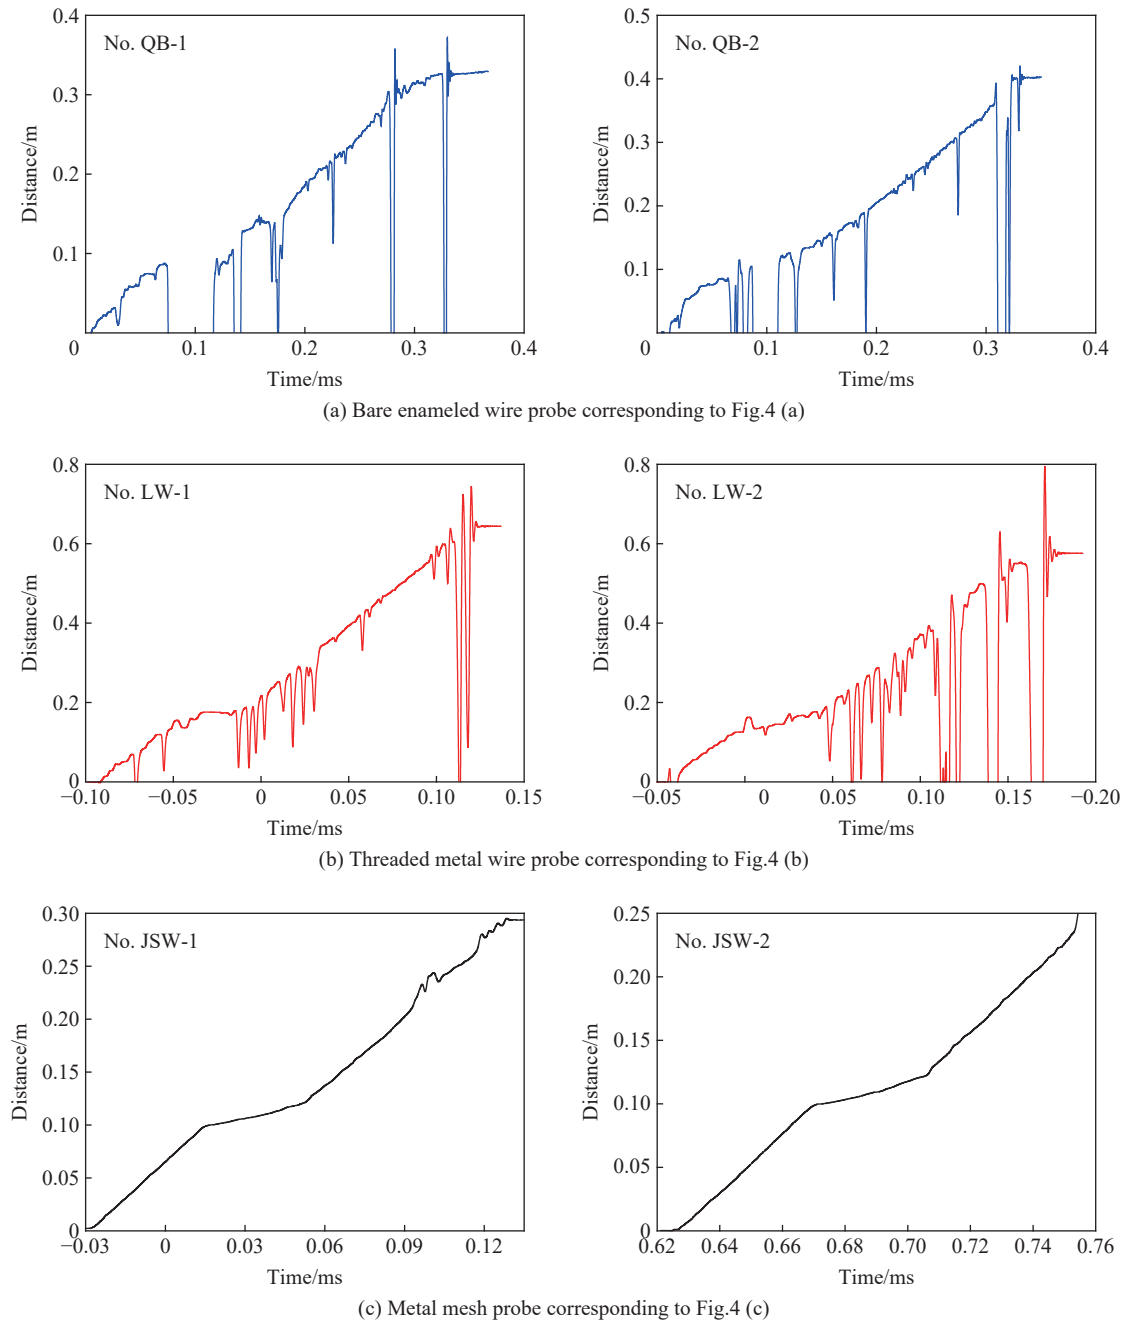 No. QB-1
Distance/m
0.4
0.3
0.2
0.1
0 0.1 0.2 0.3 0.4
Time/ms
No. QB-2
Distance/m
0.5
0.4
0.3
0.2
0.1
0 0.1 0.2 0.3 0.4
Time/ms
(a) Bare enameled wire probe corresponding to Fig.4 (a)
No. LW-1
Distance/m
0.8
0.6
0.4
0.2
0
−0.10 −0.05 0 0.05 0.10 0.15
Time/ms
No. LW-2
Distance/m
0.8
0.6
0.4
0.2
0
−0.05 0 0.05 0.10 0.15 −0.20
Time/ms
(b) Threaded metal wire probe corresponding to Fig.4 (b)
No. JSW-1
Distance/m
0.30
0.25
0.20
0.15
0.10
0.05
0
−0.03 0 0.03 0.06 0.09 0.12
Time/ms
No. JSW-2
Distance/m
0.25
0.20
0.15
0.10
0.05
0
0.62 0.64 0.66 0.68 0.70 0.72 0.74 0.76
Time/ms
(c) Metal mesh probe corresponding to Fig.4 (c)